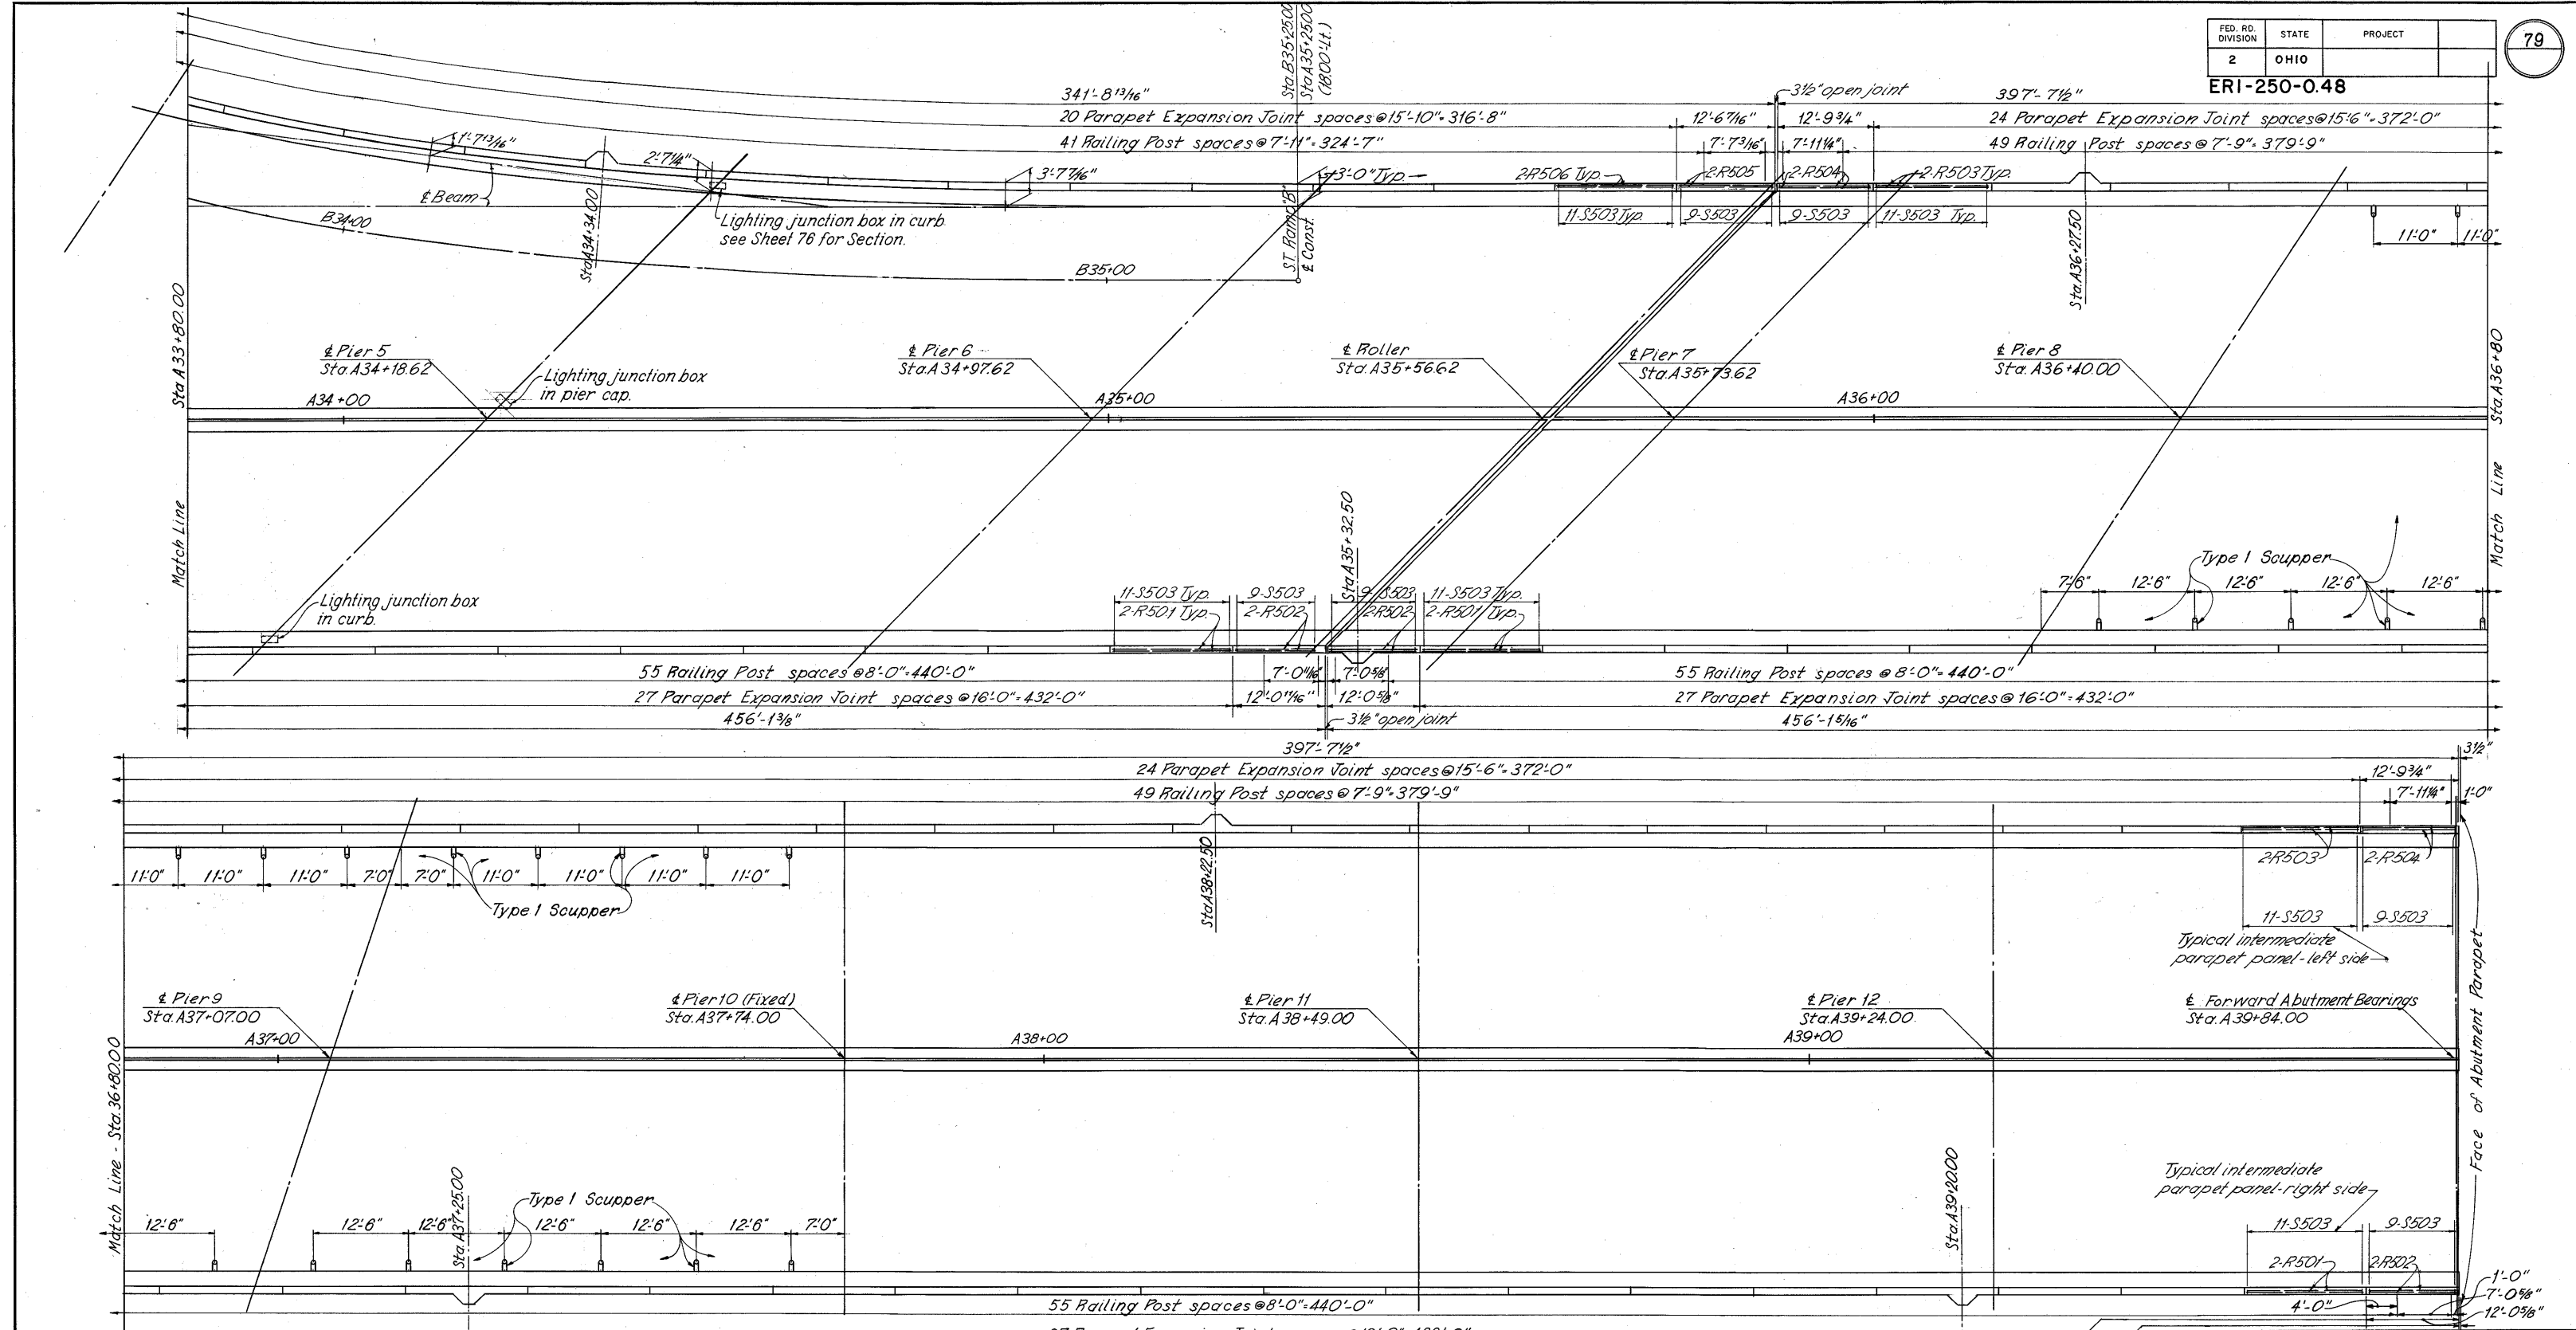 FED. RD. DIVISION STATE PROJECT
2 OHIO
79
ERI-250-0.48
Sta. B35+25.00
Sta A35+25.00
(18.00' Lt.)
341'-8 13/16"
3½" open joint
397'-7½"
20 Parapet Expansion Joint spaces @ 15'-10" = 316'-8"
12'-6 7/16"
12'-9¾"
24 Parapet Expansion Joint spaces @ 15'-6" = 372'-0"
41 Railing Post spaces @ 7'-11" = 324'-7"
7'-7 3/16"
7'-11¼"
49 Railing Post spaces @ 7'-9" = 379'-9"
1'-7 13/16"
2'-7¼"
3'-7 7/16"
3'-0" Typ.
2-R506 Typ.
2-R505
2-R504
2-R503 Typ.
℄ Beam
B34+00
Sta. A34+34.00
Lighting junction box in curb
see Sheet 76 for Section.
11-S503 Typ.
9-S503
9-S503
11-S503 Typ.
11'-0"
11'-0"
ST. Ramp "B"
℄ Const.
B35+00
Sta. A36+27.50
Sta A33+80.00
Match Line
℄ Pier 5
Sta. A34+18.62
Lighting junction box
in pier cap.
℄ Pier 6
Sta. A34+97.62
℄ Roller
Sta. A35+56.62
℄ Pier 7
Sta. A35+73.62
℄ Pier 8
Sta. A36+40.00
Sta. A36+80
Match Line
A34+00
A35+00
A36+00
Lighting junction box
in curb.
Sta A35+32.50
11-S503 Typ.
9-S503
9-S503
11-S503 Typ.
2-R501 Typ.
2-R502
2-R502
2-R501 Typ.
Type 1 Scupper
7'-6"
12'-6"
12'-6"
12'-6"
12'-6"
55 Railing Post spaces @ 8'-0" = 440'-0"
7'-0 11/16"
7'-0 5/8"
55 Railing Post spaces @ 8'-0" = 440'-0"
27 Parapet Expansion Joint spaces @ 16'-0" = 432'-0"
12'-0 11/16"
12'-0 5/8"
27 Parapet Expansion Joint spaces @ 16'-0" = 432'-0"
456'-1 3/8"
3½" open joint
456'-1 5/16"
397'-7½"
3½"
24 Parapet Expansion Joint spaces @ 15'-6" = 372'-0"
12'-9¾"
49 Railing Post spaces @ 7'-9" = 379'-9"
7'-11¼"
1'-0"
Sta A38+22.50
2-R503
2-R504
11'-0"
11'-0"
11'-0"
7'-0"
7'-0"
11'-0"
11'-0"
11'-0"
11'-0"
Type 1 Scupper
11-S503
9-S503
Typical intermediate
parapet panel-left side
Face of Abutment Parapet
Match Line - Sta. 36+80.00
℄ Pier 9
Sta. A37+07.00
℄ Pier 10 (Fixed)
Sta. A37+74.00
℄ Pier 11
Sta. A38+49.00
℄ Pier 12
Sta. A39+24.00
℄ Forward Abutment Bearings
Sta. A39+84.00
A37+00
A38+00
A39+00
Typical intermediate
parapet panel-right side
Sta. A37+25.00
Type 1 Scupper
Sta. A39+20.00
12'-6"
12'-6"
12'-6"
12'-6"
12'-6"
12'-6"
7'-0"
11-S503
9-S503
2-R501
2-R502
1'-0"
7'-0 5/8"
12'-0 5/8"
4'-0"
55 Railing Post spaces @ 8'-0" = 440'-0"